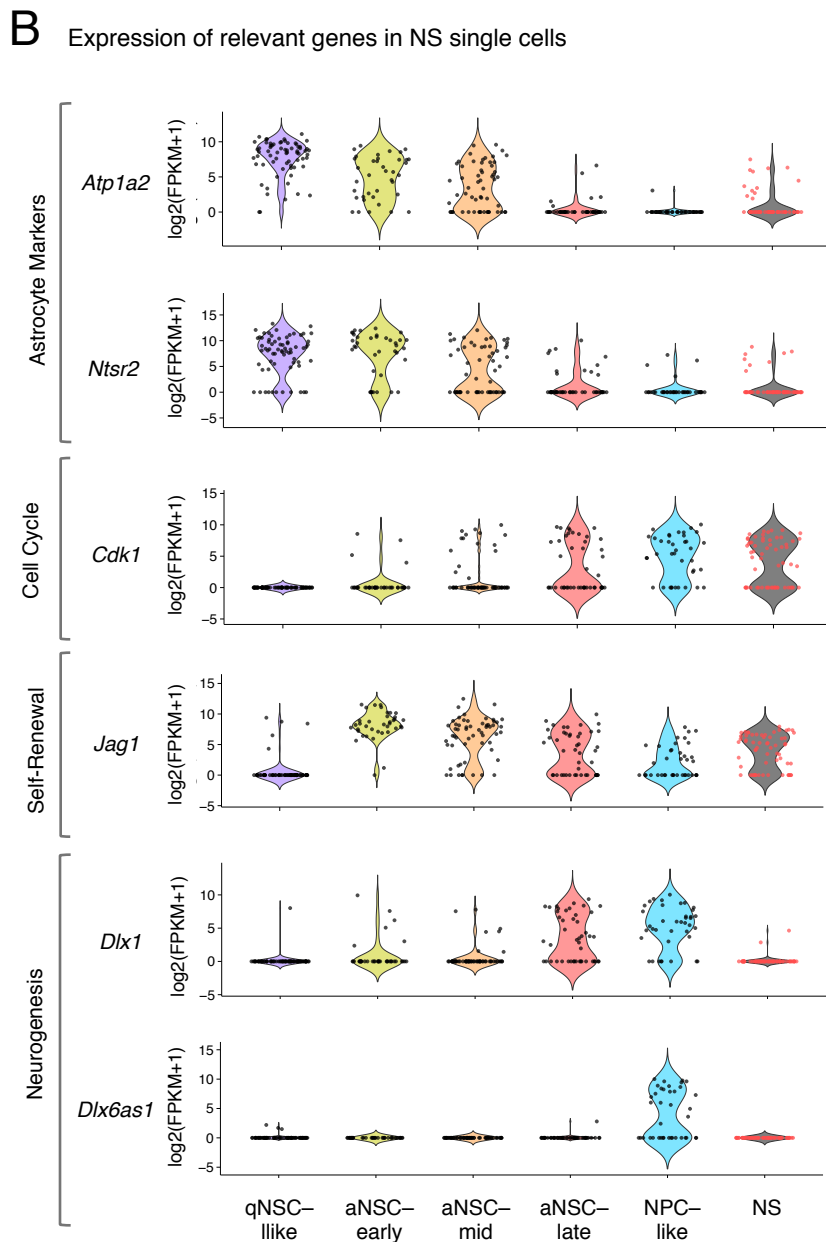 B Expression of relevant genes in NS single cells
Astrocyte Markers
Atp1a2
log2(FPKM+1)
10
5
0
Ntsr2
log2(FPKM+1)
15
10
5
0
−5
Cell Cycle
Cdk1
log2(FPKM+1)
15
10
5
0
−5
Self-Renewal
Jag1
log2(FPKM+1)
15
10
5
0
−5
Neurogenesis
Dlx1
log2(FPKM+1)
10
5
0
−5
Dlx6as1
log2(FPKM+1)
15
10
5
0
−5
qNSC–llike
aNSC–early
aNSC–mid
aNSC–late
NPC–like
NS